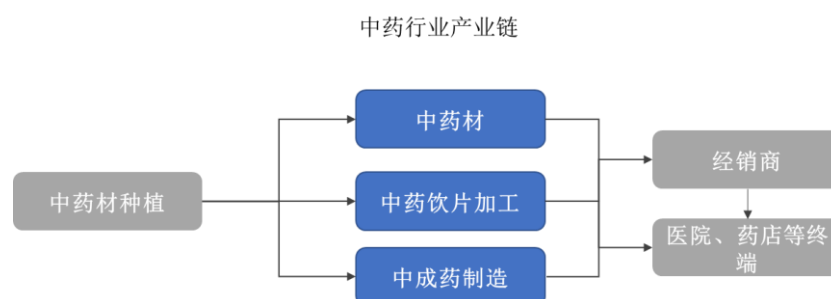 中药行业产业链
中药材
经销商
中药材种植
中药饮片加工
医院、药店等终
端
中成药制造